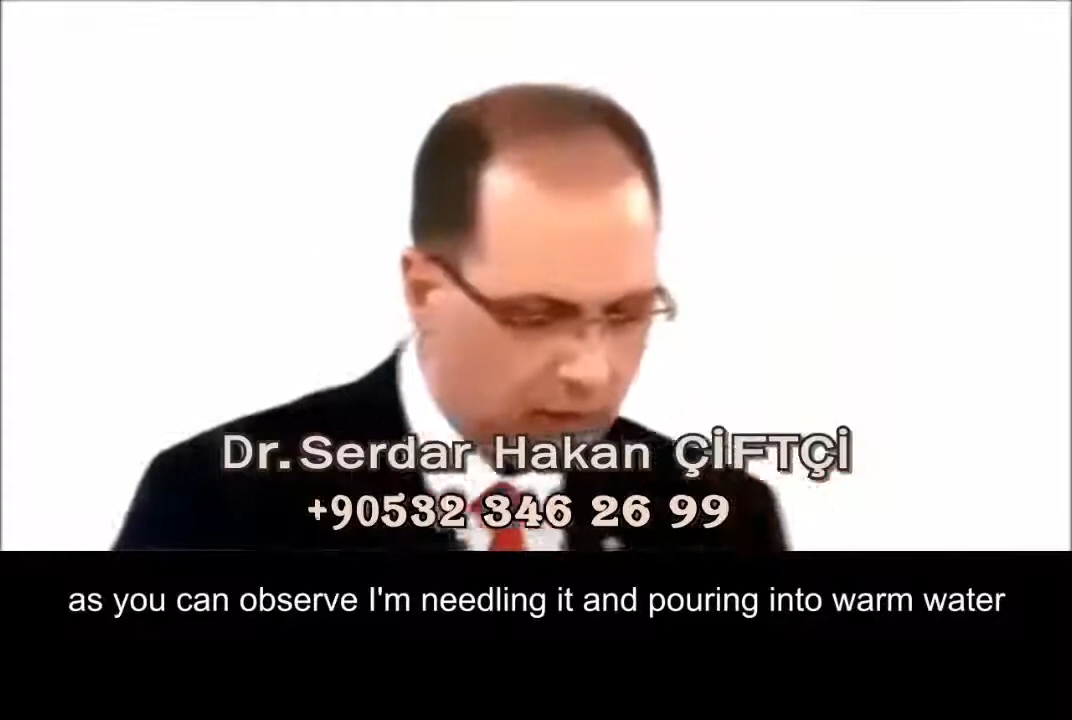 Dr. Serdar Hakan ÇİFTÇİ
+90532 346 26 99
as you can observe I'm needling it and pouring into warm water